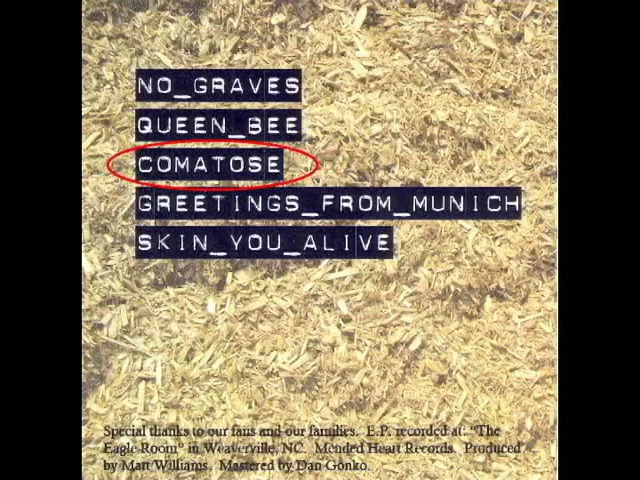 NO_GRAVES
QUEEN_BEE
COMATOSE
GREETINGS_FROM_MUNICH
SKIN_YOU_ALIVE
Special thanks to our fans and our families. E.P. recorded at: "The
Eagle Room" in Weaverville, NC. Mended Heart Records. Produced
by Matt Williams. Mastered by Dan Gonko.